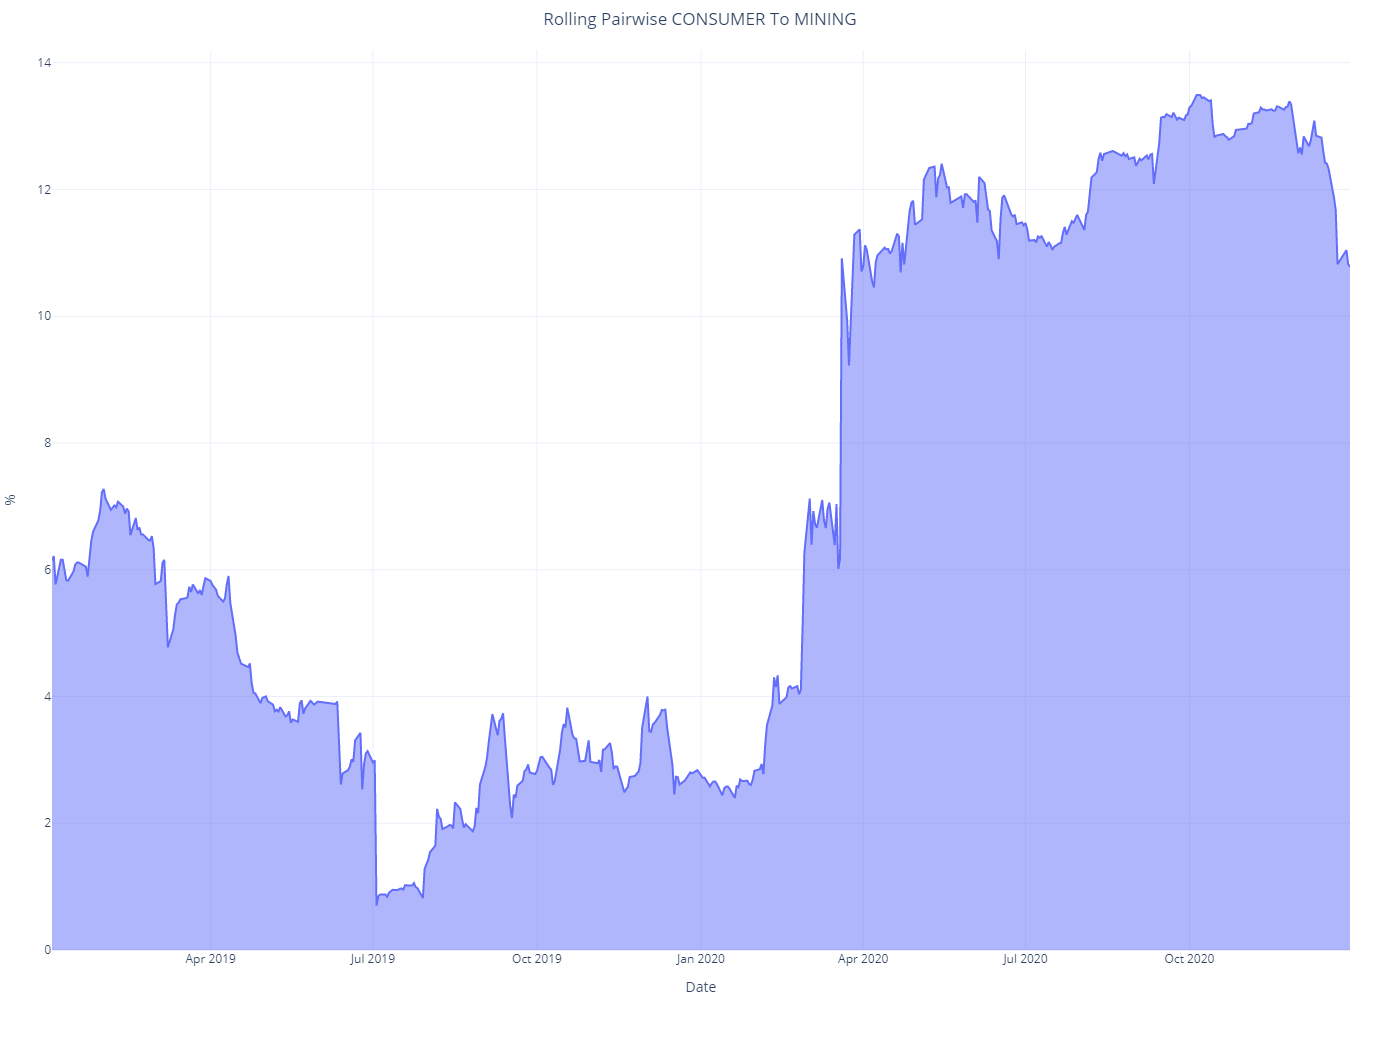 Rolling Pairwise CONSUMER To MINING
14
12
10
8
6
4
2
0
%
Apr 2019
Jul 2019
Oct 2019
Jan 2020
Apr 2020
Jul 2020
Oct 2020
Date